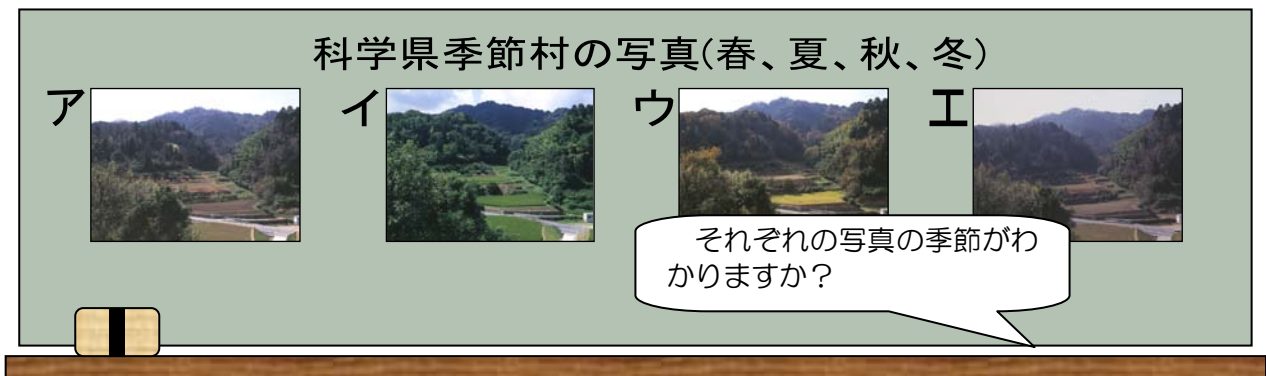 科学県季節村の写真(春、夏、秋、冬)
ア
イ
ウ
エ
それぞれの写真の季節がわ
かりますか？